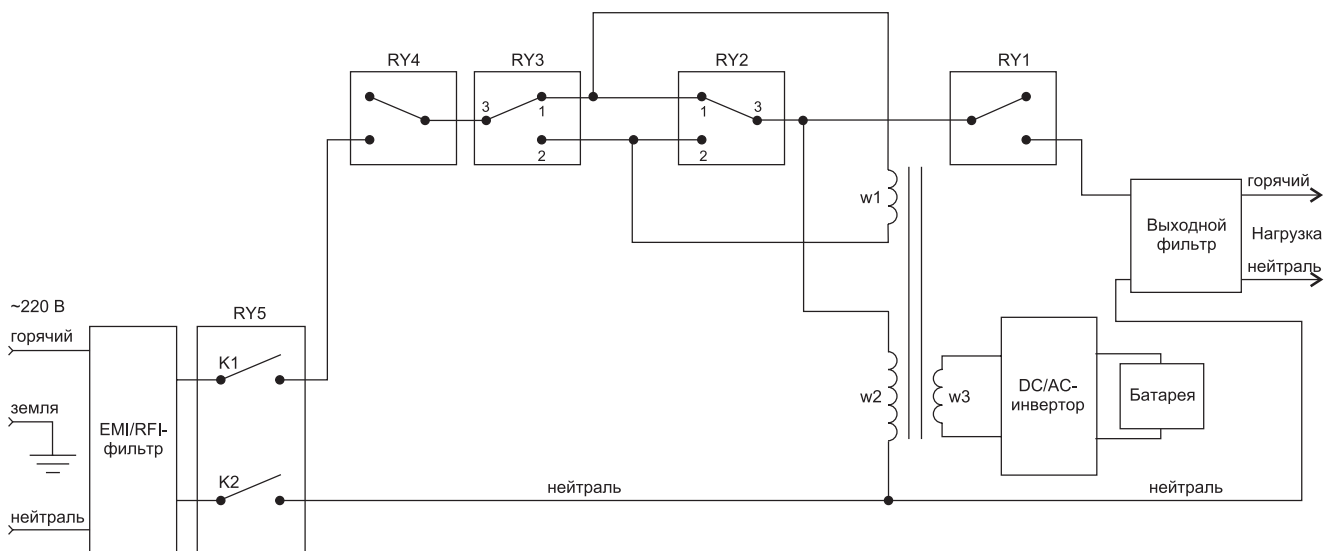 RY4
RY3
RY2
RY1
3
1
2
1
2
3
w1
горячий
Выходной
фильтр
Нагрузка
нейтраль
~220 В
горячий
RY5
K1
земля
EMI/RFI-
фильтр
w2
w3
DC/AC-
инвертор
Батарея
K2
нейтраль
нейтраль
нейтраль